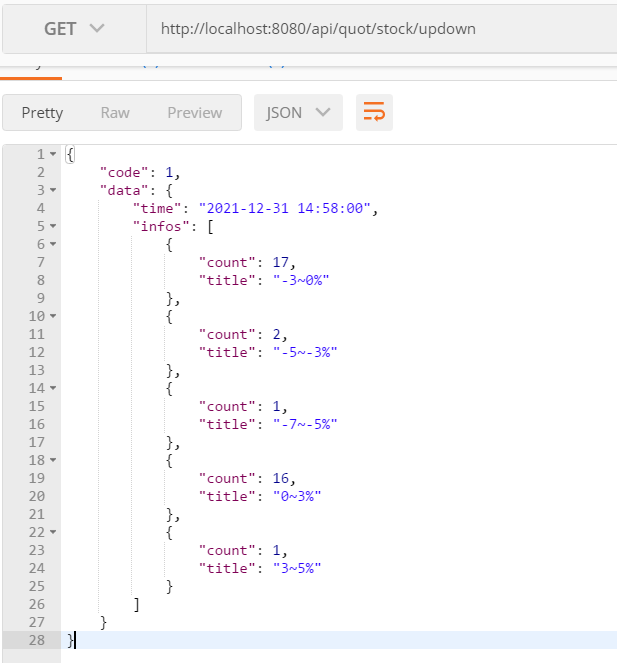 GET http://localhost:8080/api/quot/stock/updown
Pretty Raw Preview JSON
1 {
2 "code": 1,
3 "data": {
4 "time": "2021-12-31 14:58:00",
5 "infos": [
6 {
7 "count": 17,
8 "title": "-3~0%"
9 },
10 {
11 "count": 2,
12 "title": "-5~-3%"
13 },
14 {
15 "count": 1,
16 "title": "-7~-5%"
17 },
18 {
19 "count": 16,
20 "title": "0~3%"
21 },
22 {
23 "count": 1,
24 "title": "3~5%"
25 }
26 ]
27 }
28 }